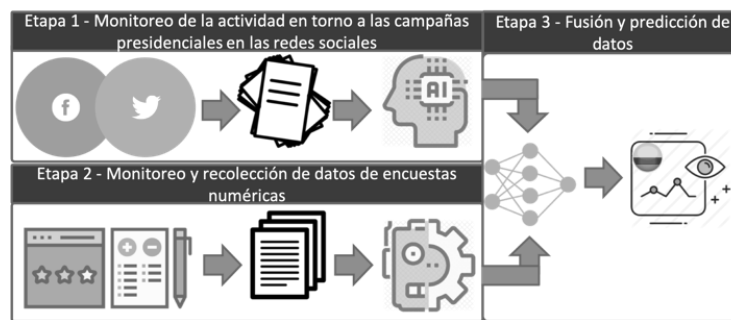 Etapa 1 - Monitoreo de la actividad en torno a las campañas
presidenciales en las redes sociales
Etapa 3 - Fusión y predicción de
datos
AI
Etapa 2 - Monitoreo y recolección de datos de encuestas
numéricas